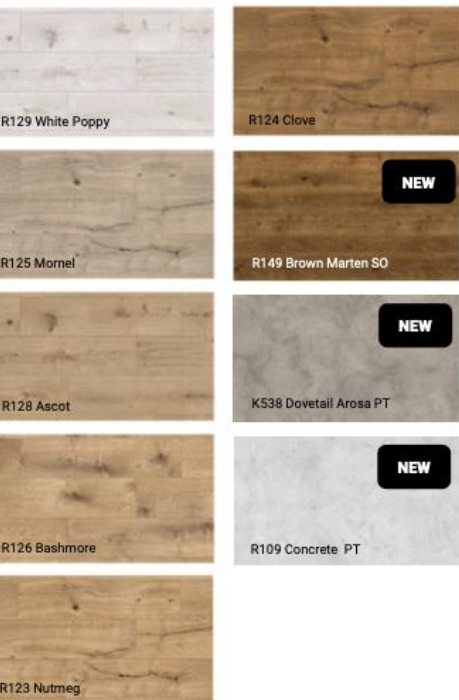 R129 White Poppy
R124 Clove
R125 Mornel
NEW
R149 Brown Marten SO
R128 Ascot
NEW
K538 Dovetail Arosa PT
R126 Bashmore
NEW
R109 Concrete PT
R123 Nutmeg